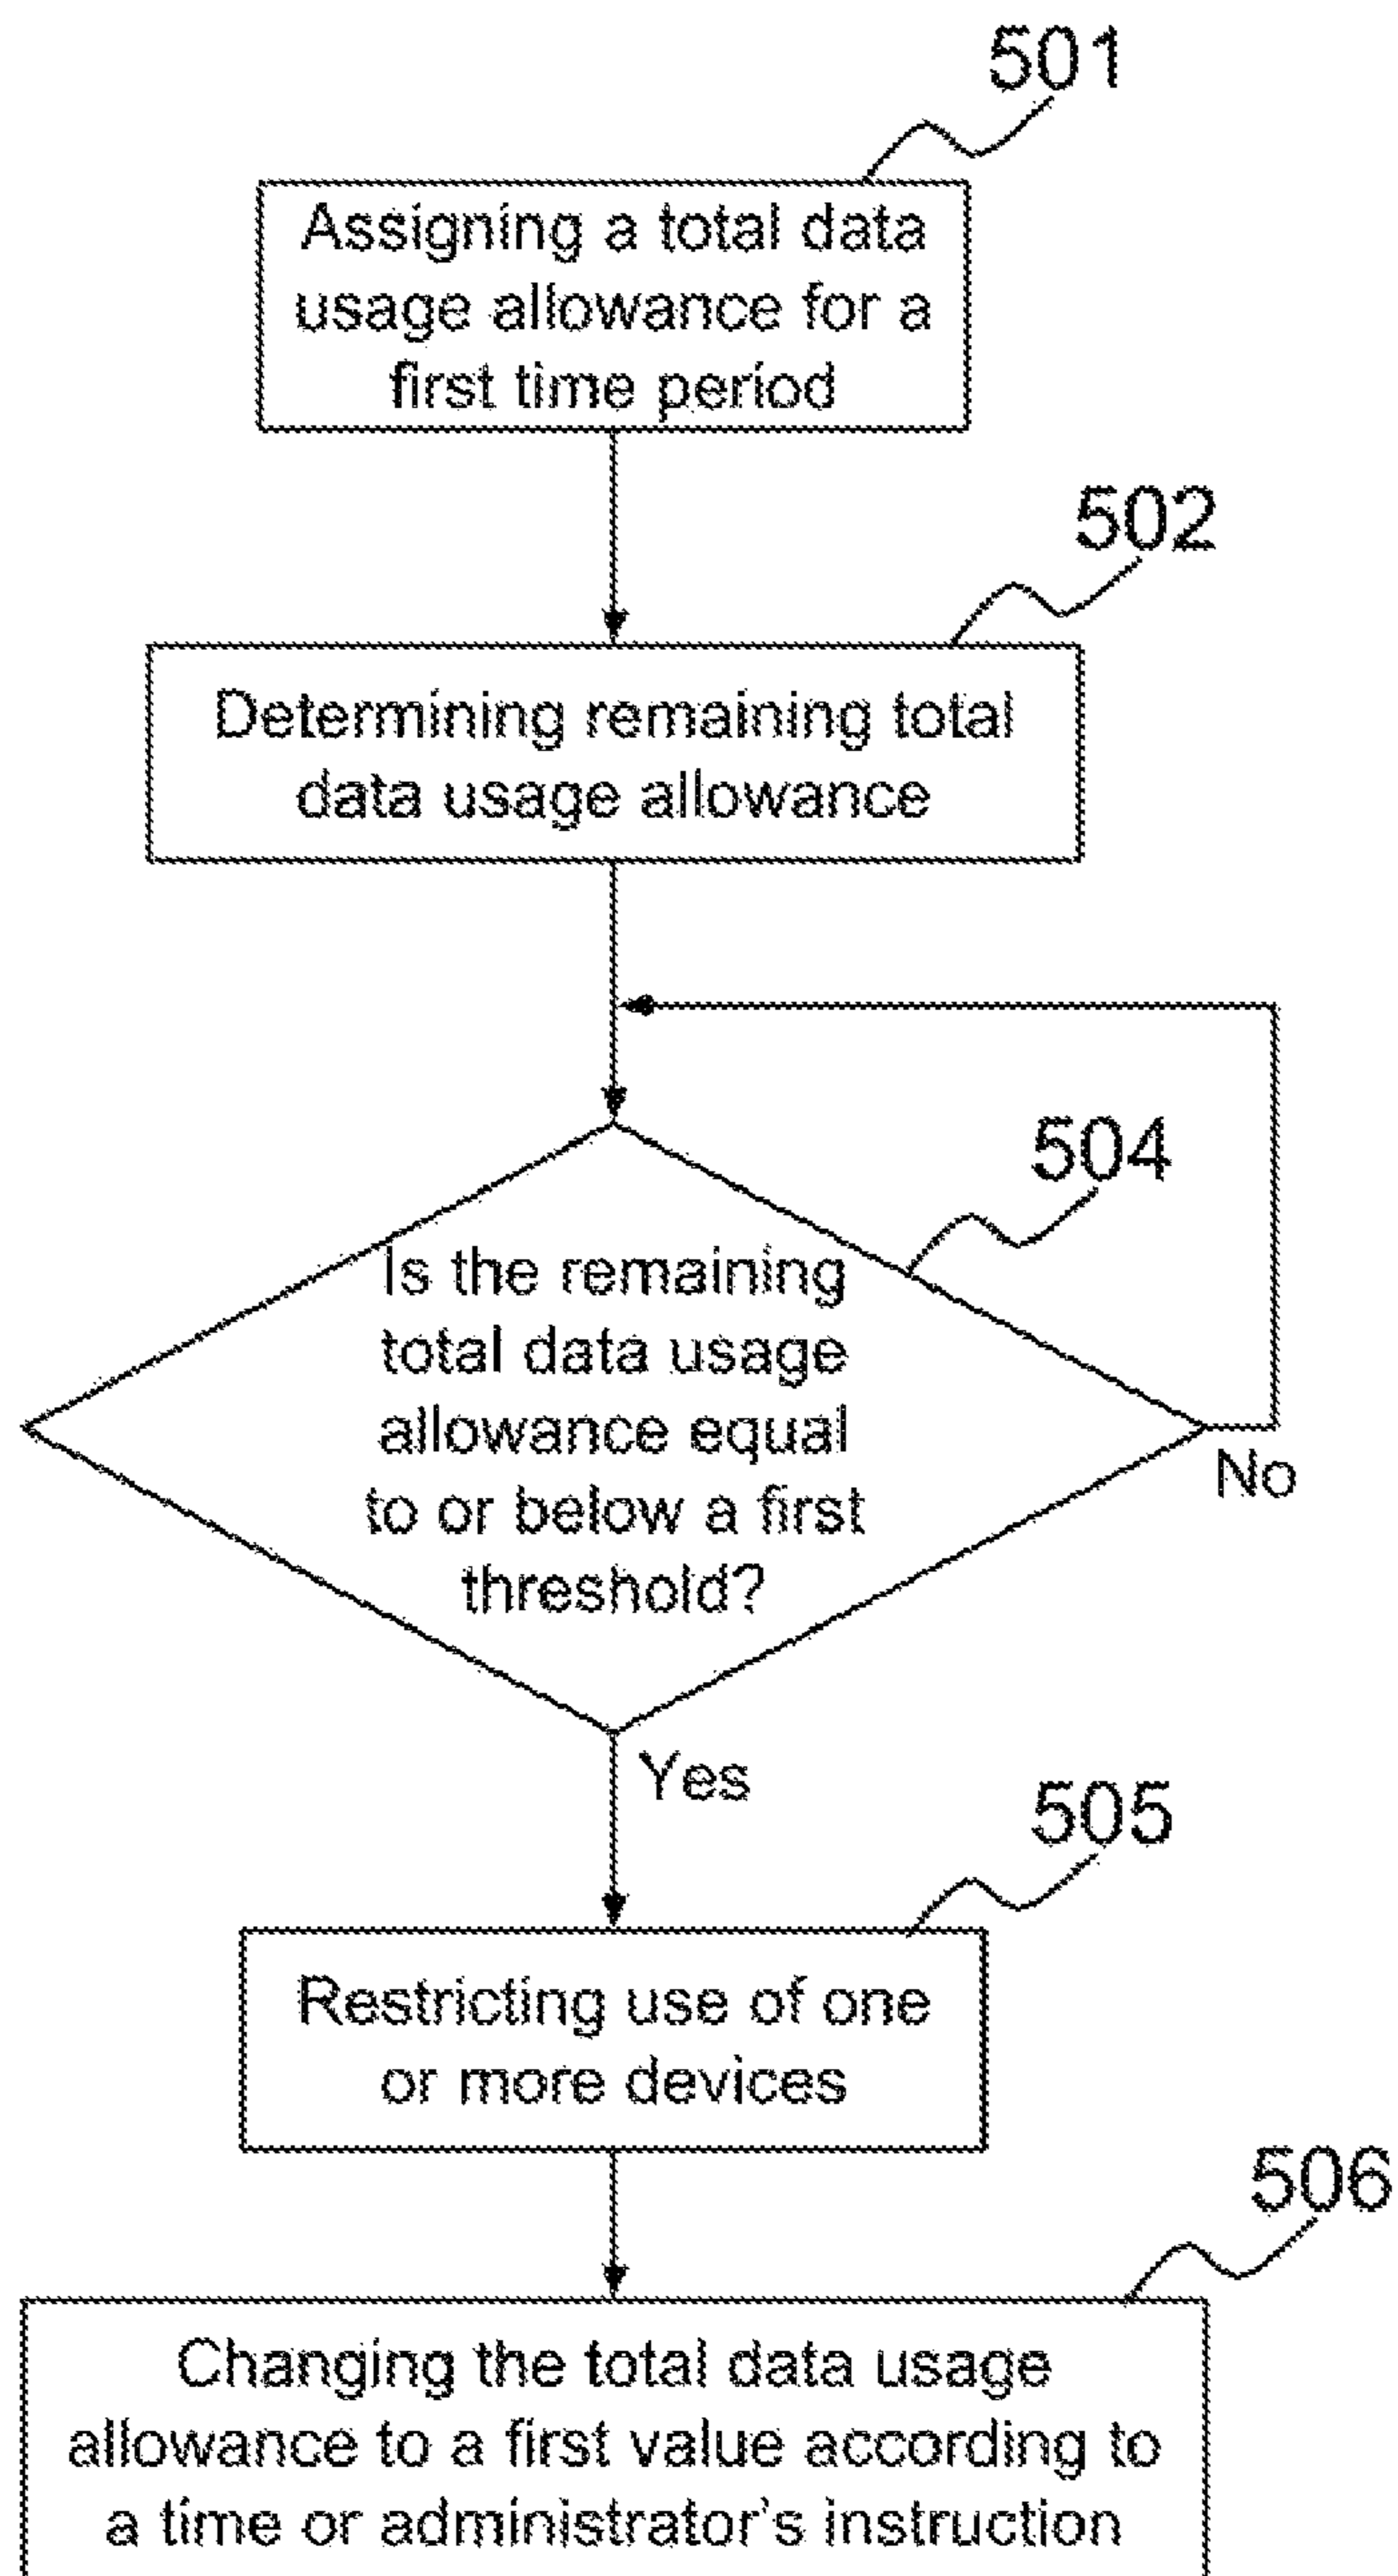 501
Assigning a total data
usage allowance for a
first time period
502
Determining remaining total
data usage allowance
504
Is the remaining
total data usage
allowance equal
to or below a first
threshold?
No
Yes
505
Restricting use of one
or more devices
506
Changing the total data usage
allowance to a first value according to
a time or administrator's instruction